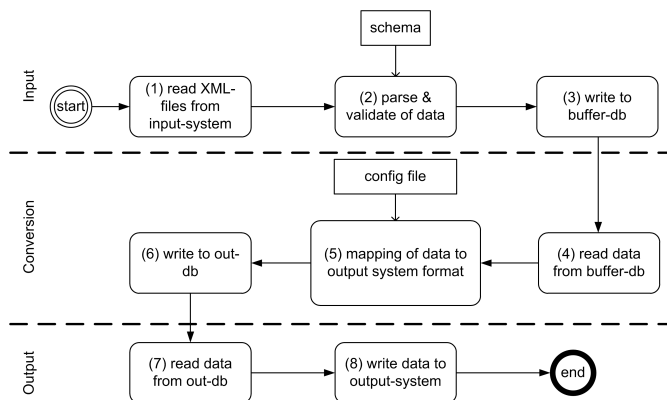 schema
Input
start
(1) read XML-
files from
input-system
(2) parse &
validate of data
(3) write to
buffer-db
Conversion
config file
(6) write to out-
db
(5) mapping of data to
output system format
(4) read data
from buffer-db
Output
(7) read data
from out-db
(8) write data to
output-system
end